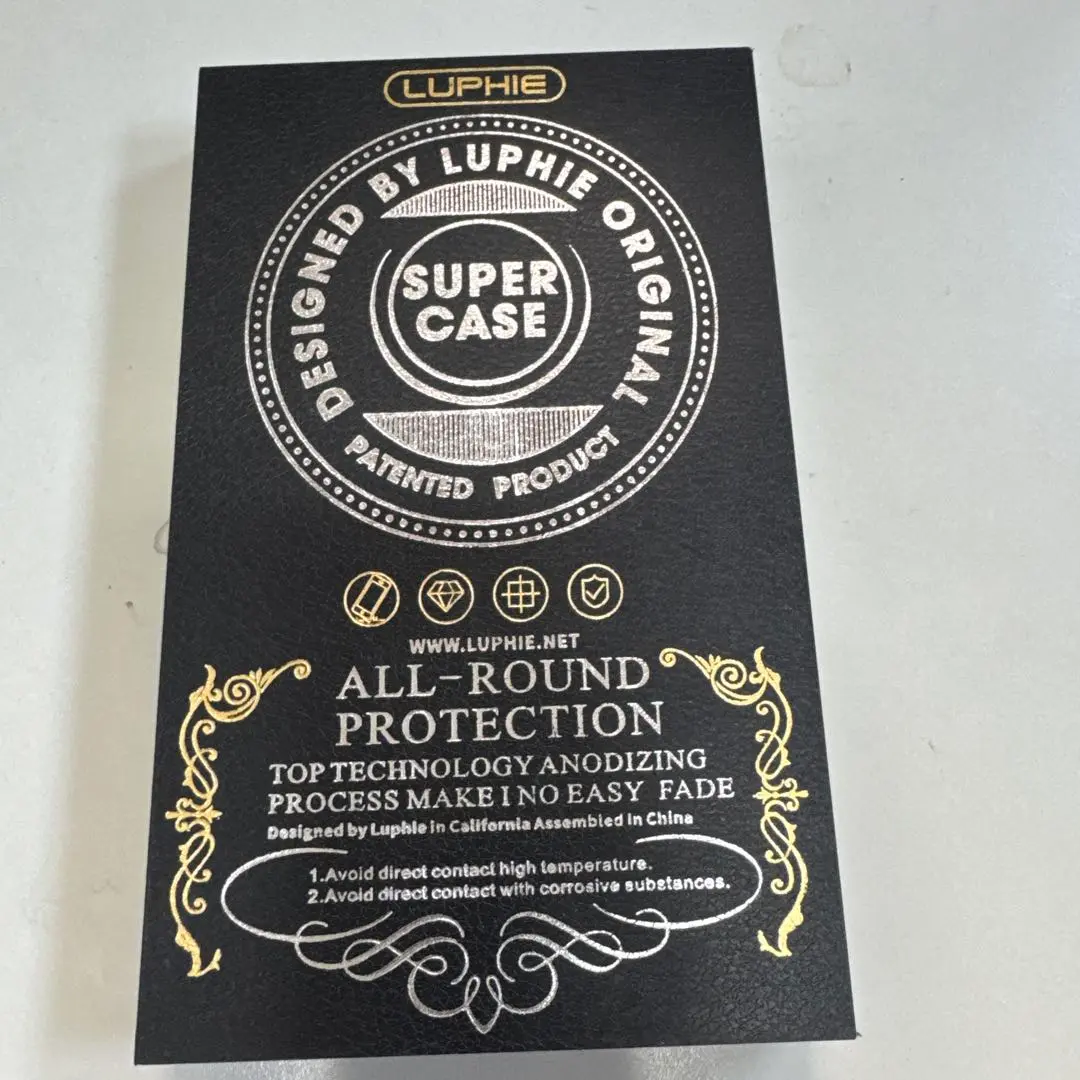 LUPHIE
DESIGNED BY LUPHIE ORIGINAL
SUPER
CASE
PATENTED PRODUCT
WWW.LUPHIE.NET
ALL-ROUND
PROTECTION
TOP TECHNOLOGY ANODIZING
PROCESS MAKE I NO EASY FADE
Designed by Luphie in California Assembled in China
1.Avoid direct contact high temperature.
2.Avoid direct contact with corrosive substances.